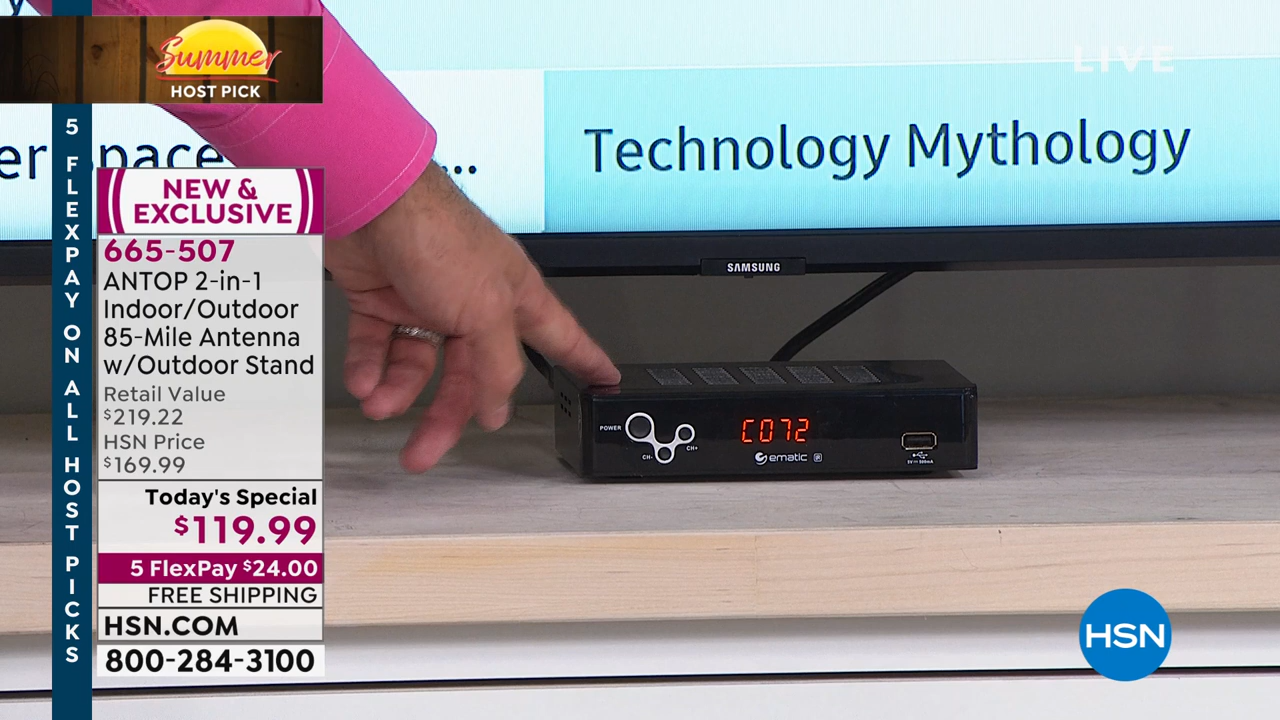 Summer
HOST PICK
LIVE
5 FLEXPAY ON ALL HOST PICKS
NEW &
EXCLUSIVE
665-507
ANTOP 2-in-1
Indoor/Outdoor
85-Mile Antenna
w/Outdoor Stand
Retail Value
$219.22
HSN Price
$169.99
Today's Special
$119.99
5 FlexPay $24.00
FREE SHIPPING
HSN.COM
800-284-3100
...
Technology Mythology
SAMSUNG
POWER
CH-
CH+
C072
ematic
5V 500mA
HSN